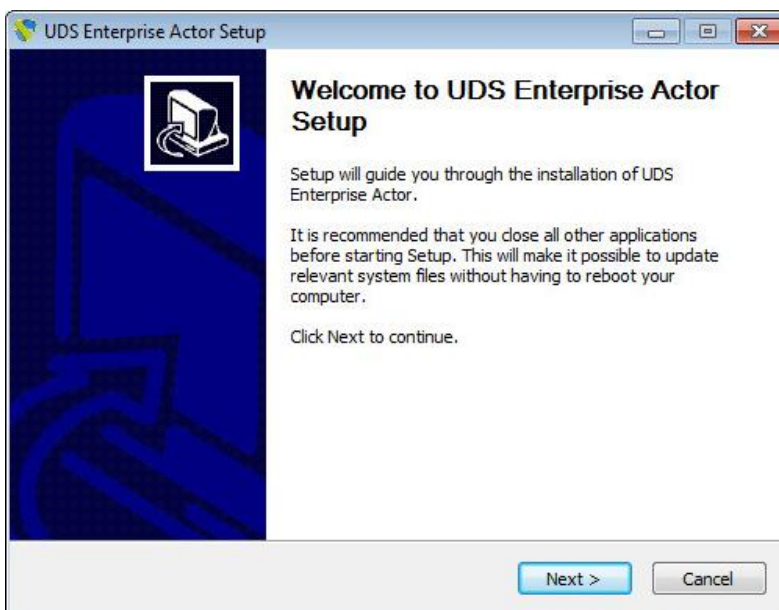 UDS Enterprise Actor Setup
Welcome to UDS Enterprise Actor
Setup
Setup will guide you through the installation of UDS
Enterprise Actor.
It is recommended that you close all other applications
before starting Setup. This will make it possible to update
relevant system files without having to reboot your
computer.
Click Next to continue.
Next >
Cancel